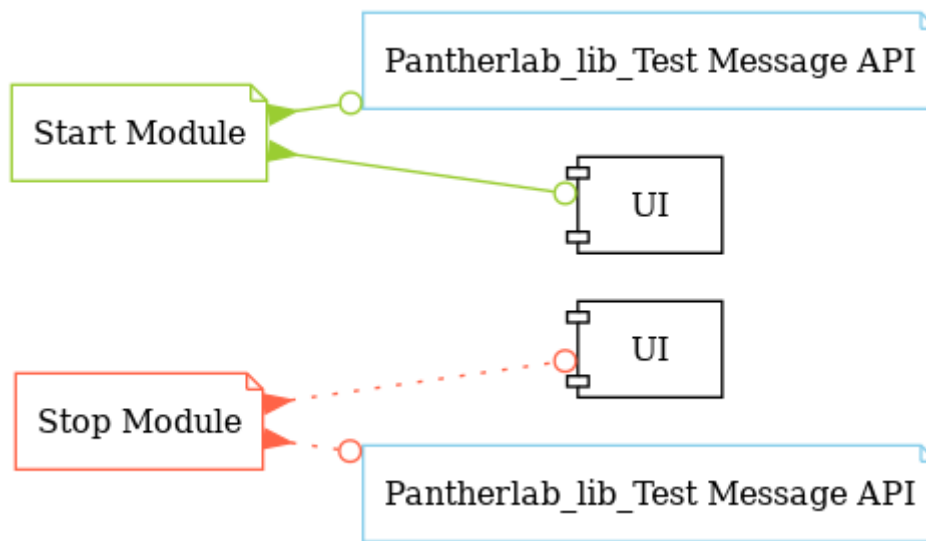 Pantherlab_lib_Test Message API
Start Module
UI
UI
Stop Module
Pantherlab_lib_Test Message API